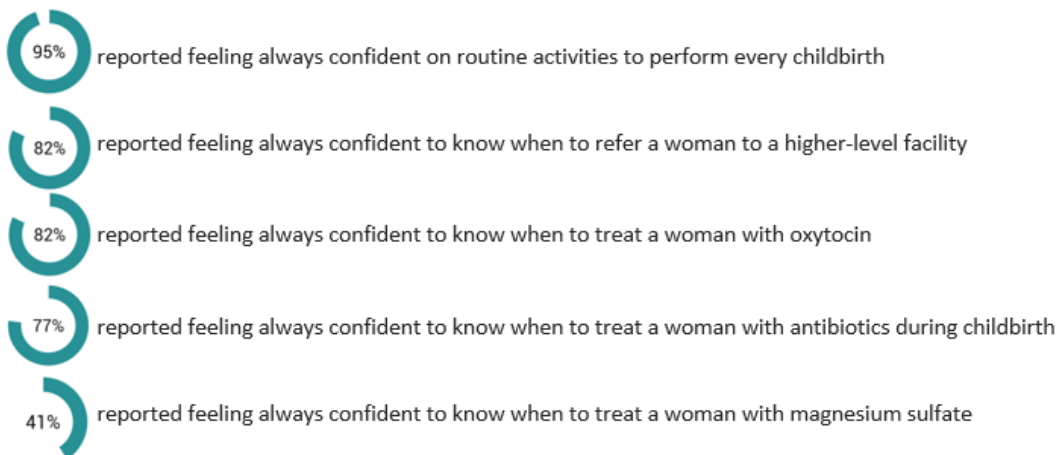 95% reported feeling always confident on routine activities to perform every childbirth
82% reported feeling always confident to know when to refer a woman to a higher-level facility
82% reported feeling always confident to know when to treat a woman with oxytocin
77% reported feeling always confident to know when to treat a woman with antibiotics during childbirth
41% reported feeling always confident to know when to treat a woman with magnesium sulfate